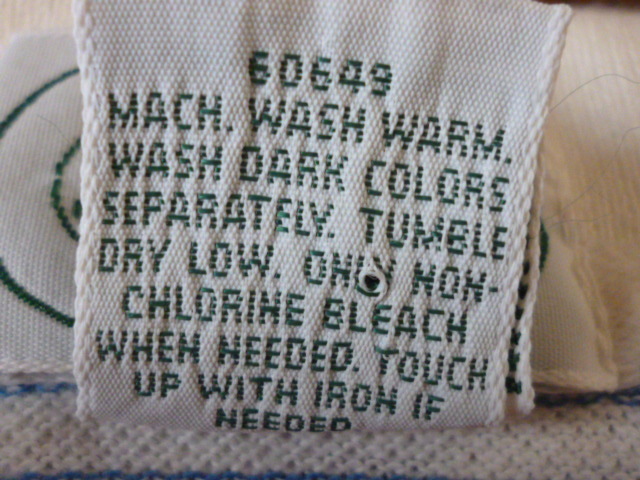 60649
MACH. WASH WARM.
WASH DARK COLORS
SEPARATELY. TUMBLE
DRY LOW. ONLY NON-
CHLORINE BLEACH
WHEN NEEDED. TOUCH
UP WITH IRON IF
NEEDED